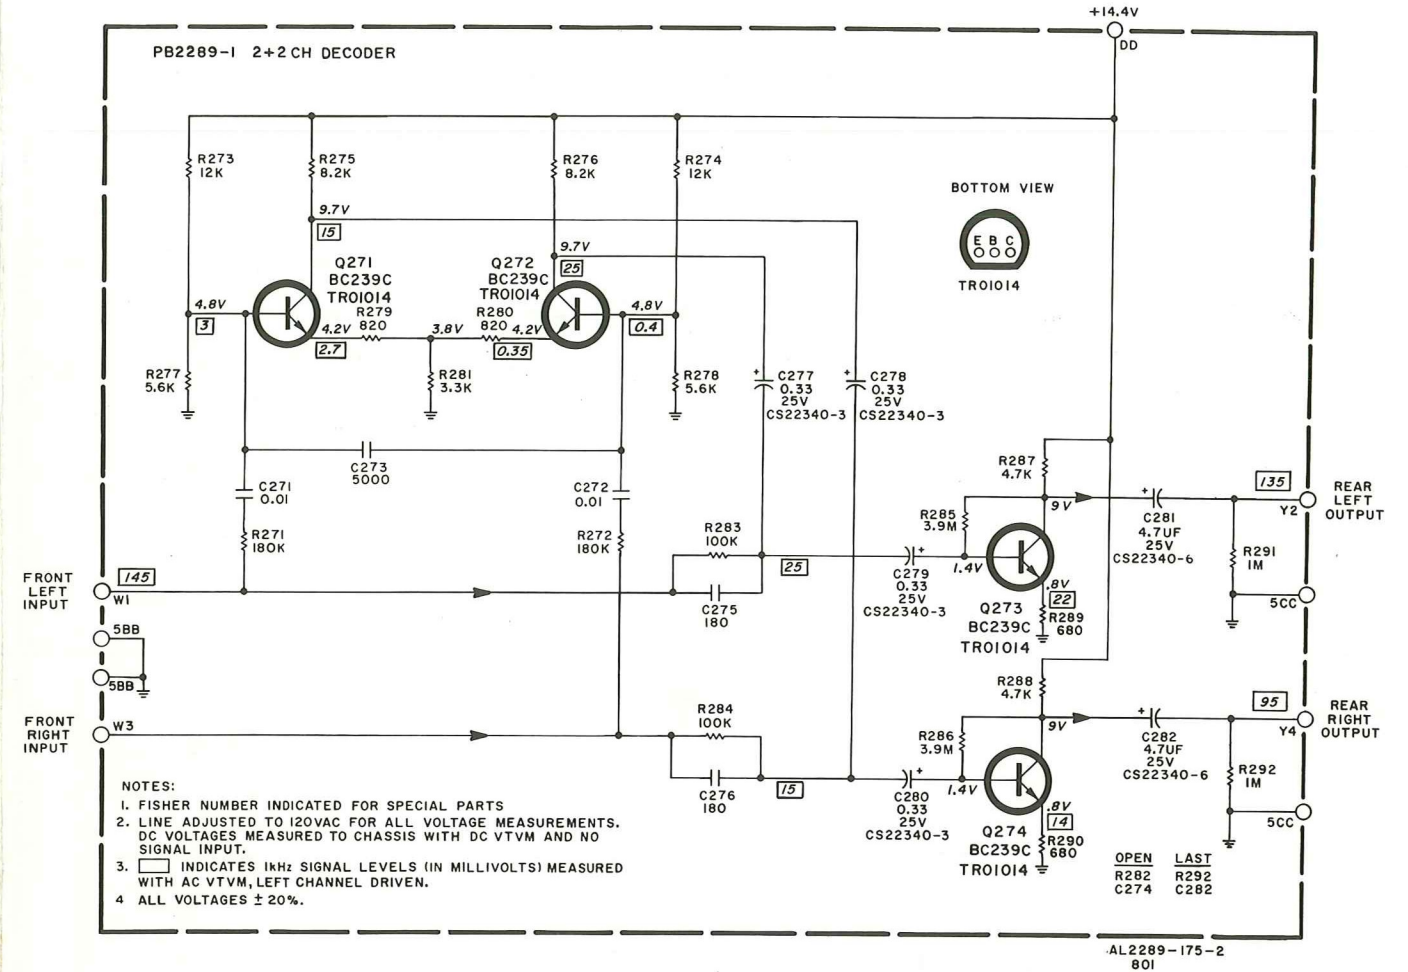 +14.4V
DD
PB2289-1 2+2 CH DECODER
R273
12K
R275
8.2K
R276
8.2K
R274
12K
BOTTOM VIEW
E B C
TR01014
9.7V
15
9.7V
25
Q271
BC239C
TR01014
Q272
BC239C
TR01014
4.8V
3
R279
820
R280
820
4.8V
0.4
4.2V
2.7
3.8V
4.2V
0.35
R277
5.6K
R281
3.3K
R278
5.6K
C277
0.33
25V
CS22340-3
C278
0.33
25V
CS22340-3
C273
5000
C271
0.01
C272
0.01
R271
180K
R272
180K
R287
4.7K
R285
3.9M
9V
+
C281
4.7UF
25V
CS22340-6
135
Y2
REAR
LEFT
OUTPUT
R283
100K
25
C275
180
+
C279
0.33
25V
CS22340-3
1.4V
.8V
22
R289
680
Q273
BC239C
TR01014
R291
1M
5CC
FRONT
LEFT
INPUT
145
W1
5BB
5BB
FRONT
RIGHT
INPUT
W3
R284
100K
C276
180
15
R288
4.7K
R286
3.9M
9V
+
C282
4.7UF
25V
CS22340-6
95
Y4
REAR
RIGHT
OUTPUT
+
C280
0.33
25V
CS22340-3
1.4V
.8V
14
R290
680
Q274
BC239C
TR01014
R292
1M
5CC
NOTES:
1. FISHER NUMBER INDICATED FOR SPECIAL PARTS
2. LINE ADJUSTED TO 120VAC FOR ALL VOLTAGE MEASUREMENTS.
DC VOLTAGES MEASURED TO CHASSIS WITH DC VTVM AND NO
SIGNAL INPUT.
3. INDICATES 1kHz SIGNAL LEVELS (IN MILLIVOLTS) MEASURED
WITH AC VTVM, LEFT CHANNEL DRIVEN.
4 ALL VOLTAGES ± 20%.
OPEN LAST
R282 R292
C274 C282
AL2289-175-2
801